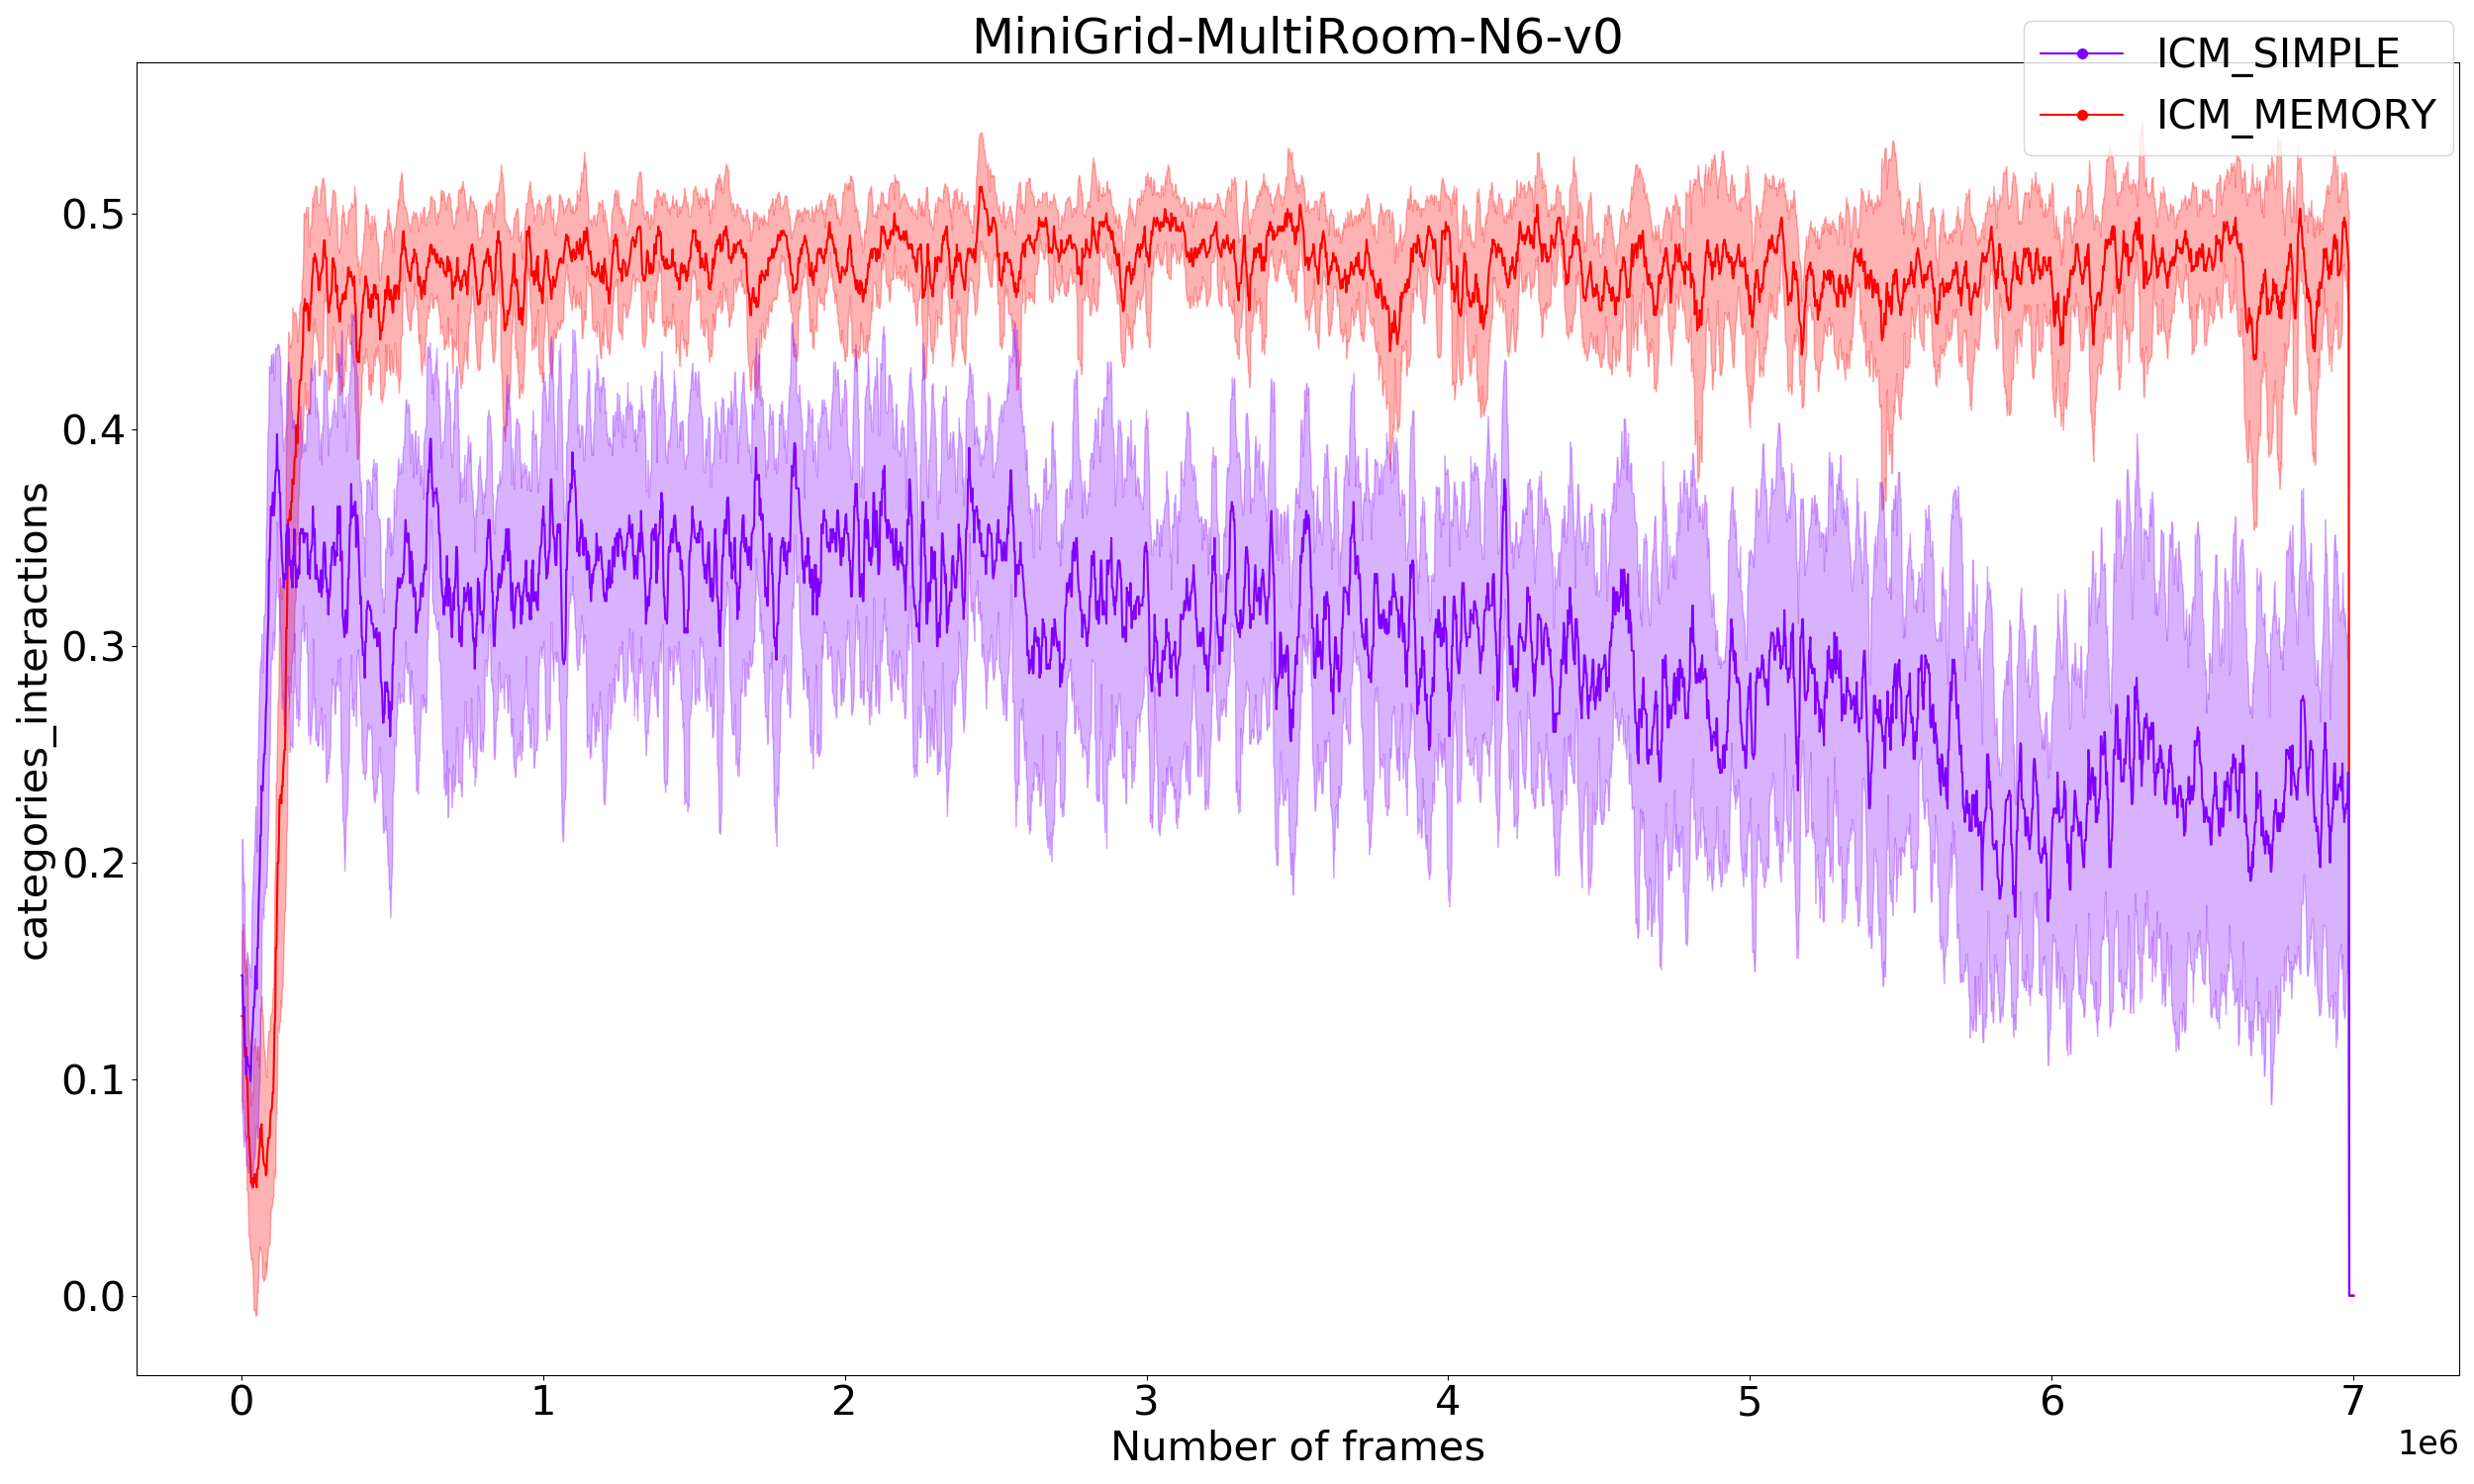 MiniGrid-MultiRoom-N6-v0
ICM_SIMPLE
ICM_MEMORY
categories_interactions
0.5
0.4
0.3
0.2
0.1
0.0
0 1 2 3 4 5 6 7
Number of frames
1e6